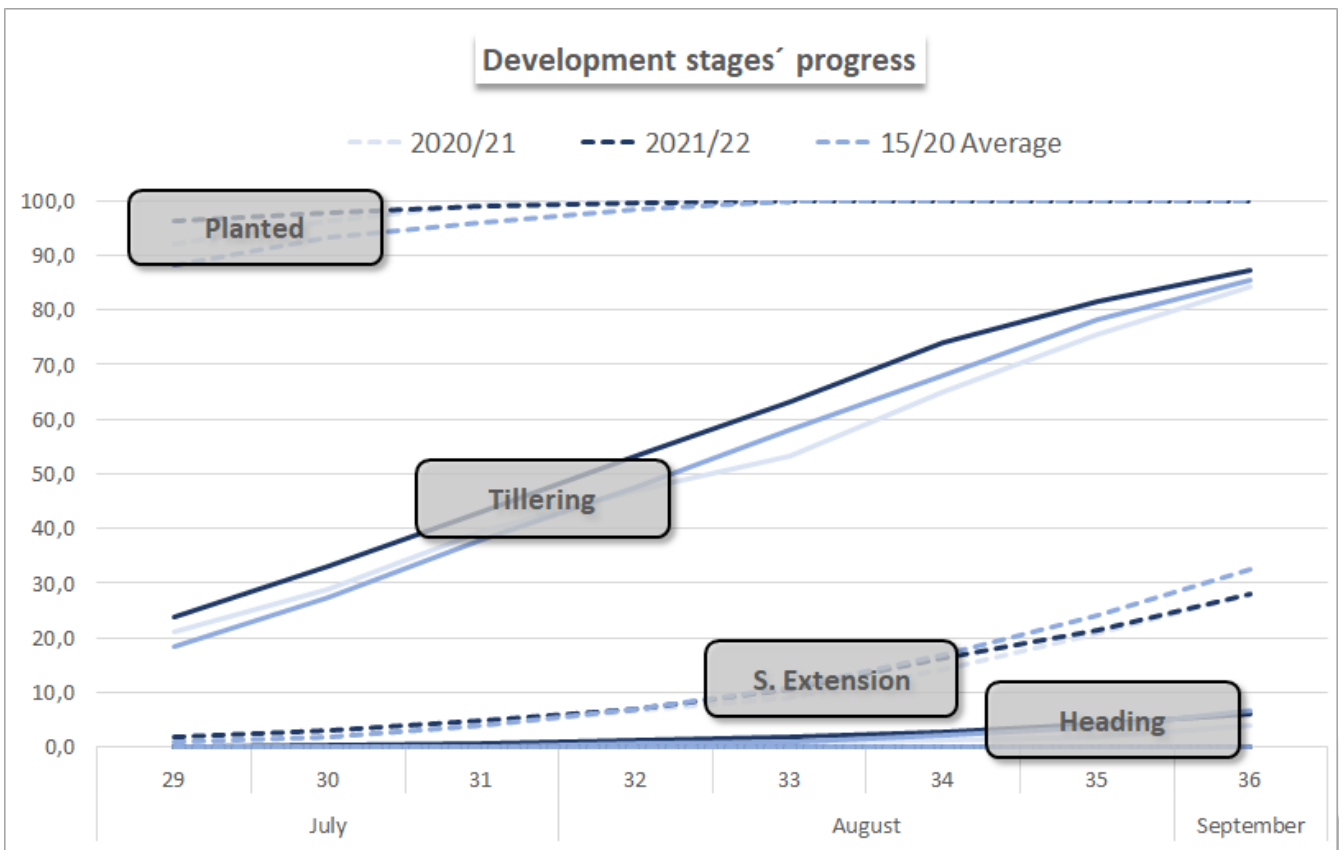 Development stages´ progress
2020/21 2021/22 15/20 Average
100,0
Planted
90,0
80,0
70,0
60,0
50,0
Tillering
40,0
30,0
20,0
S. Extension
10,0
Heading
0,0
29 30 31 32 33 34 35 36
July August September